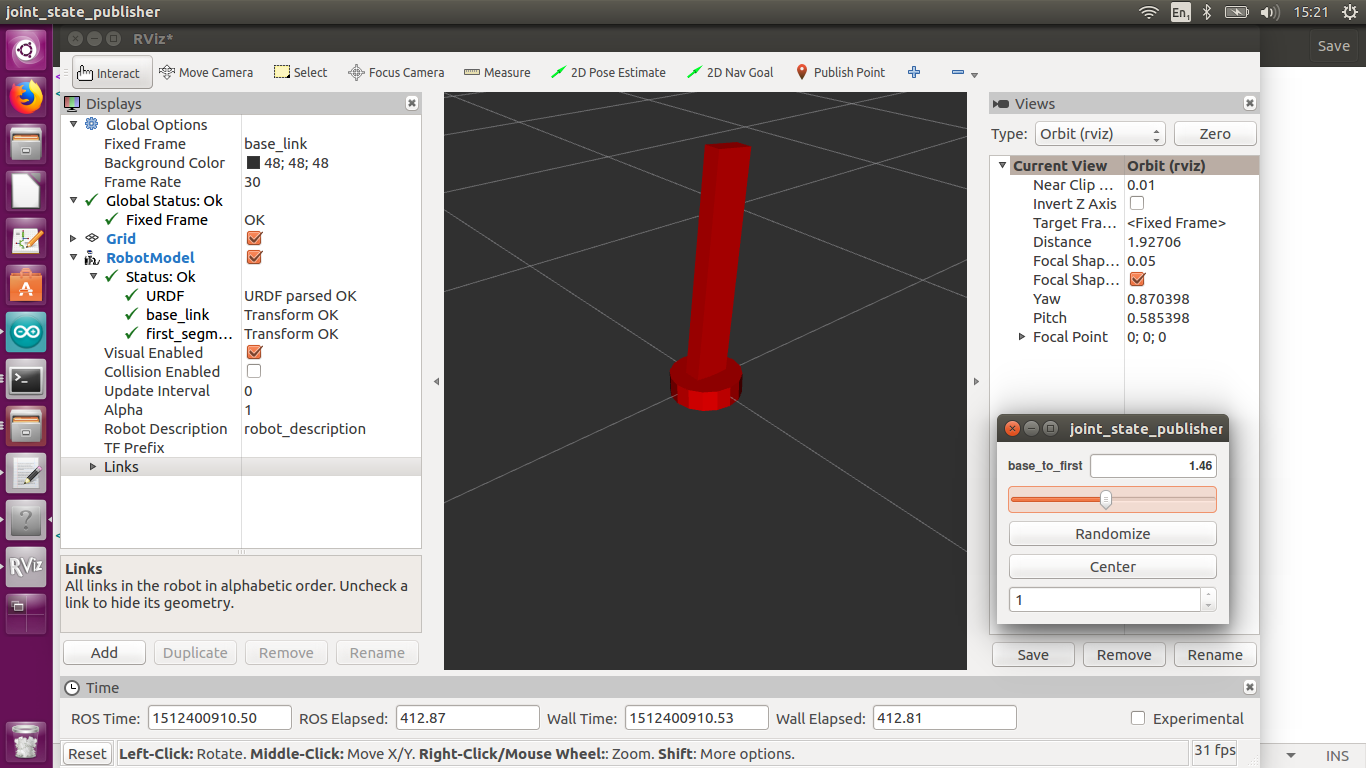 joint_state_publisher
En1
15:21
RViz*
Save
Interact
Move Camera
Select
Focus Camera
Measure
2D Pose Estimate
2D Nav Goal
Publish Point
Displays
Global Options
Fixed Frame base_link
Background Color 48; 48; 48
Frame Rate 30
Global Status: Ok
Fixed Frame OK
Grid
RobotModel
Status: Ok
URDF URDF parsed OK
base_link Transform OK
first_segm... Transform OK
Visual Enabled
Collision Enabled
Update Interval 0
Alpha 1
Robot Description robot_description
TF Prefix
Links
Links
All links in the robot in alphabetic order. Uncheck a
link to hide its geometry.
Add Duplicate Remove Rename
Views
Type: Orbit (rviz) Zero
Current View Orbit (rviz)
Near Clip ... 0.01
Invert Z Axis
Target Fra... <Fixed Frame>
Distance 1.92706
Focal Shap... 0.05
Focal Shap...
Yaw 0.870398
Pitch 0.585398
Focal Point 0; 0; 0
joint_state_publisher
base_to_first 1.46
Randomize
Center
1
Save Remove Rename
Time
ROS Time: 1512400910.50 ROS Elapsed: 412.87 Wall Time: 1512400910.53 Wall Elapsed: 412.81 Experimental
Reset Left-Click: Rotate. Middle-Click: Move X/Y. Right-Click/Mouse Wheel:: Zoom. Shift: More options. 31 fps
INS
RViz